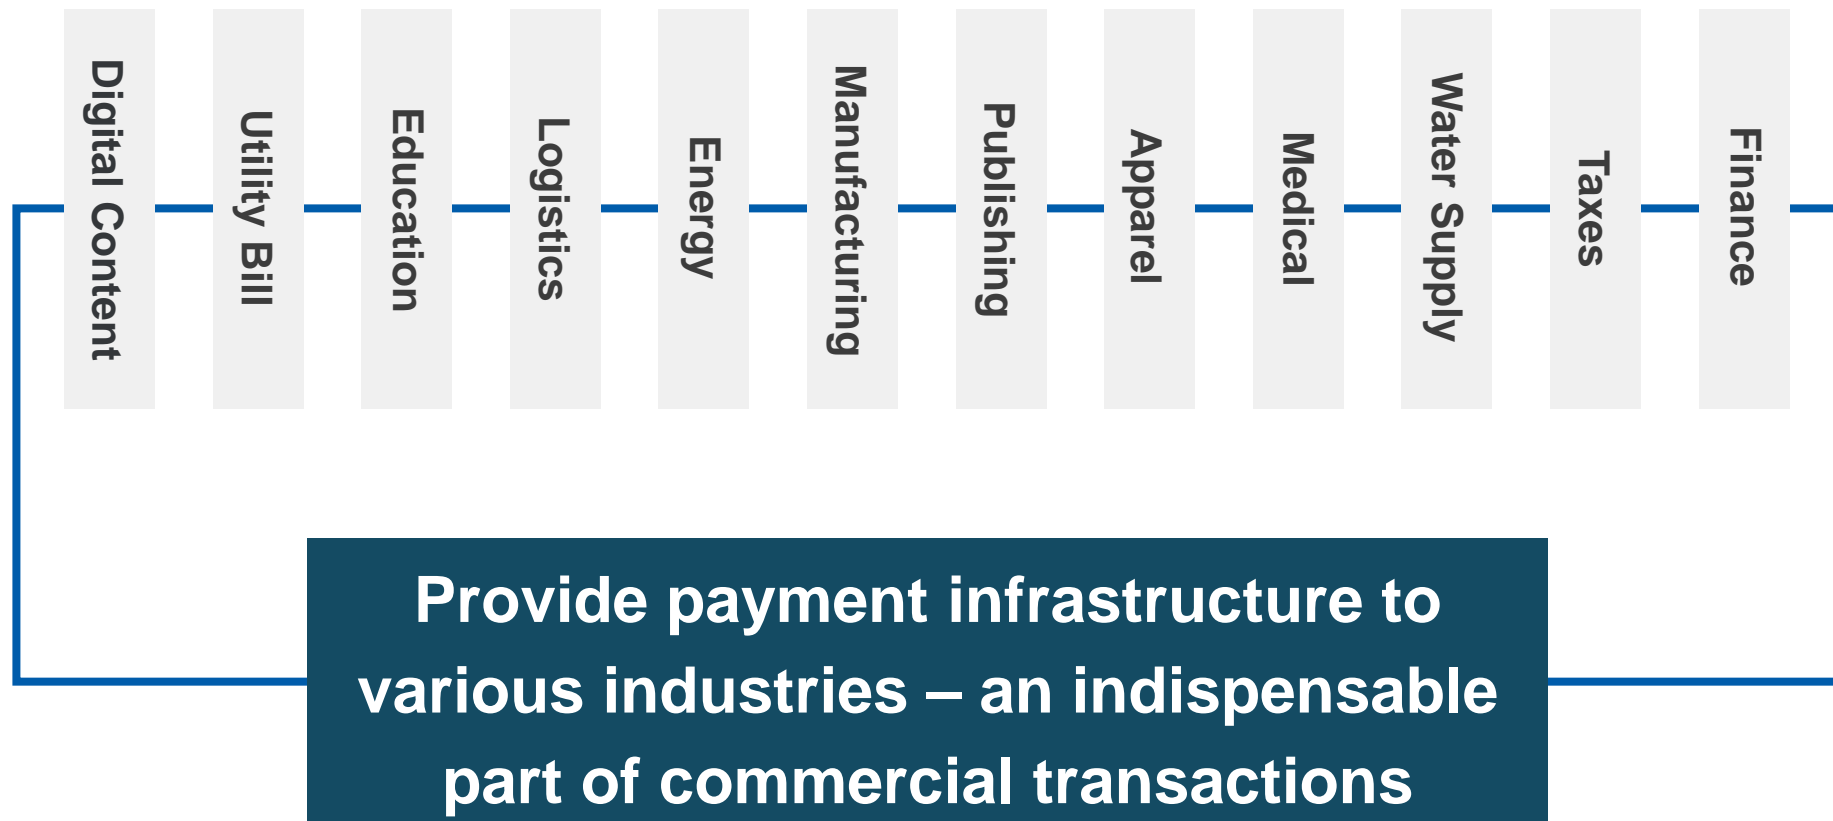 Digital Content
Utility Bill
Education
Logistics
Energy
Manufacturing
Publishing
Apparel
Medical
Water Supply
Taxes
Finance
Provide payment infrastructure to
various industries – an indispensable
part of commercial transactions